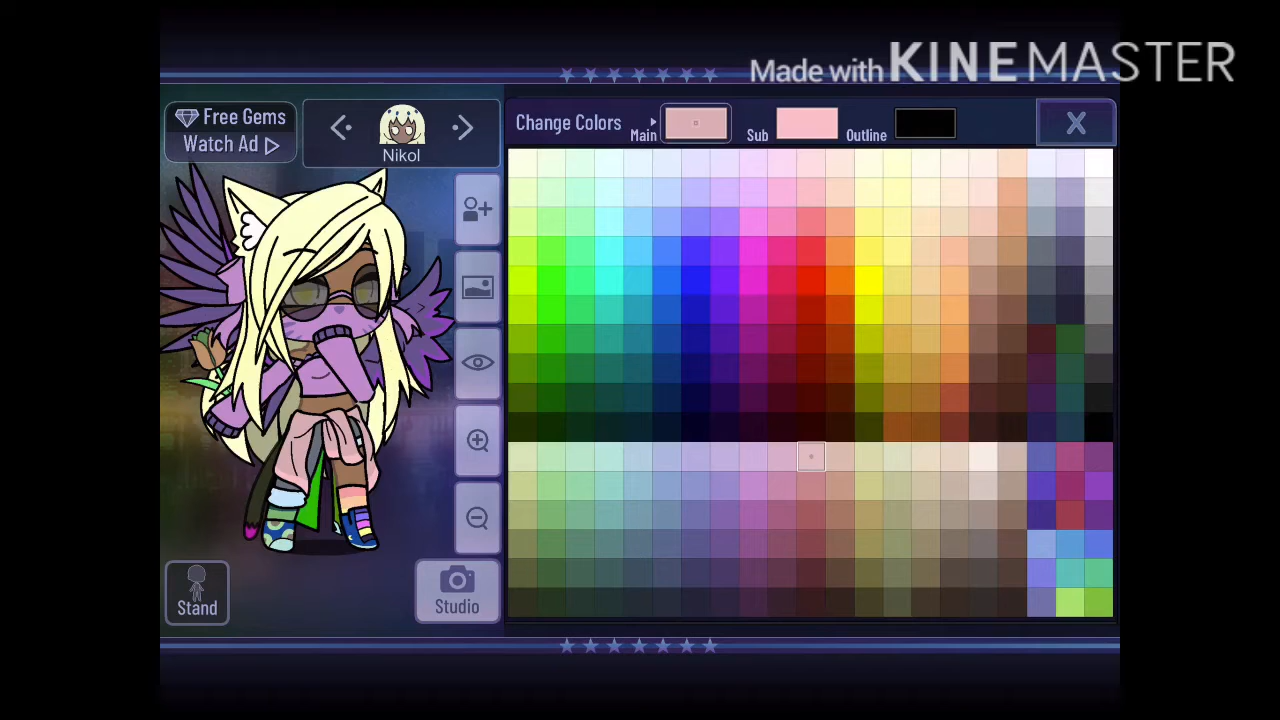 Made with KINEMASTER
Free Gems
Watch Ad
Nikol
Change Colors
Main
Sub
Outline
X
Stand
Studio